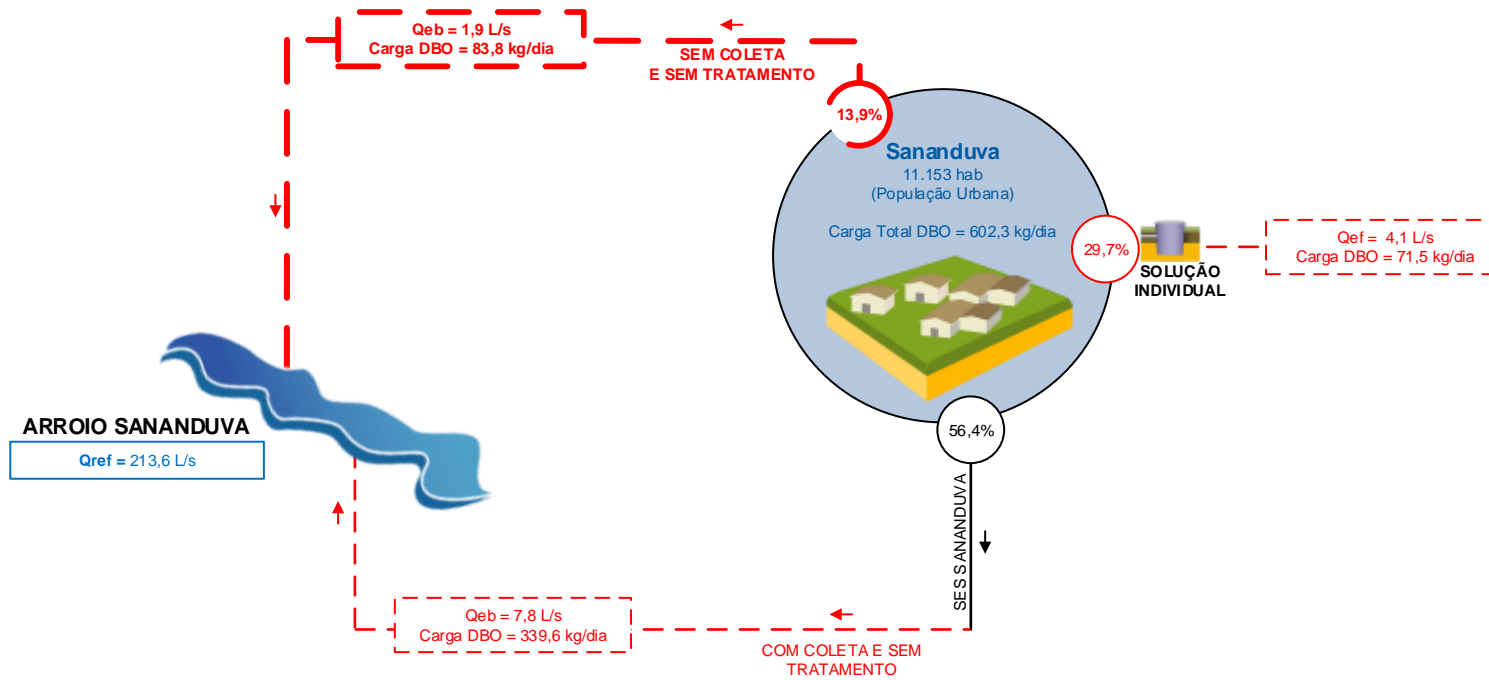 Qeb = 1,9 L/s
Carga DBO = 83,8 kg/dia
SEM COLETA
E SEM TRATAMENTO
13,9%
Sananduva
11.153 hab
(População Urbana)
Carga Total DBO = 602,3 kg/dia
29,7%
SOLUÇÃO
INDIVIDUAL
Qef = 4,1 L/s
Carga DBO = 71,5 kg/dia
ARROIO SANANDUVA
Qref = 213,6 L/s
56,4%
SES SANANDUVA
Qeb = 7,8 L/s
Carga DBO = 339,6 kg/dia
COM COLETA E SEM
TRATAMENTO